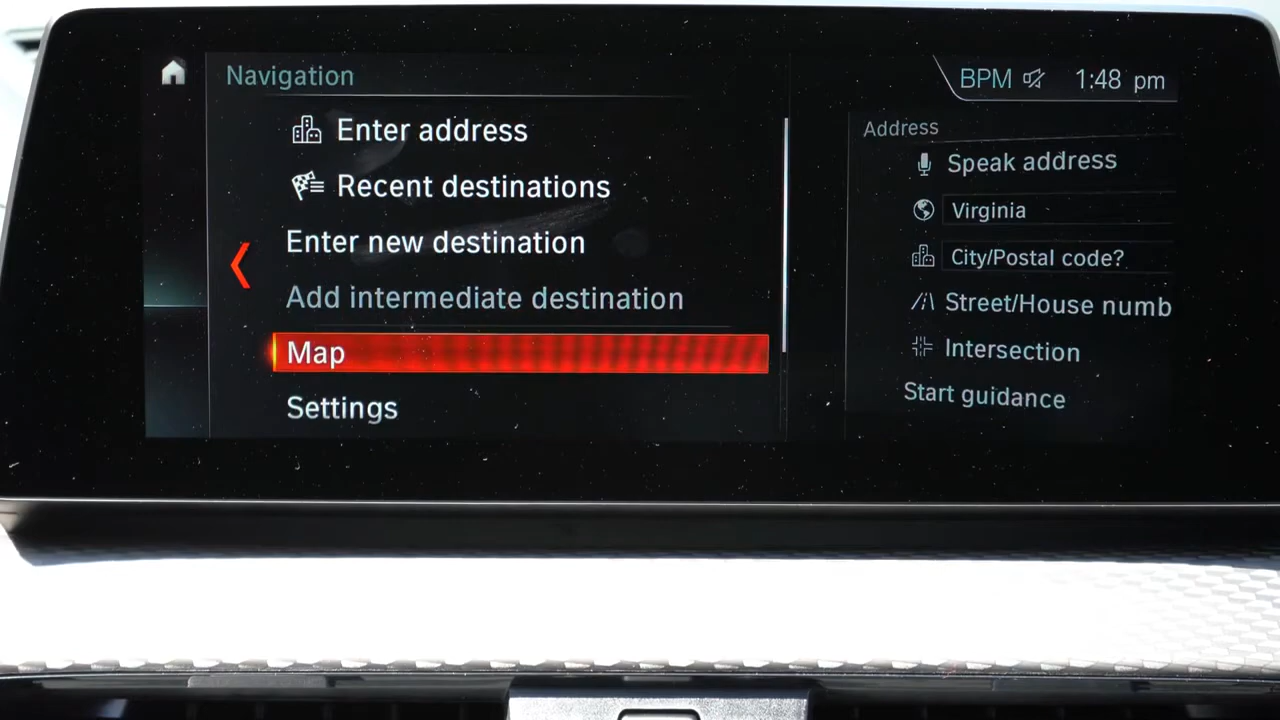 Navigation
BPM 1:48 pm
Enter address
Recent destinations
Enter new destination
Add intermediate destination
Map
Settings
Address
Speak address
Virginia
City/Postal code?
Street/House numb
Intersection
Start guidance